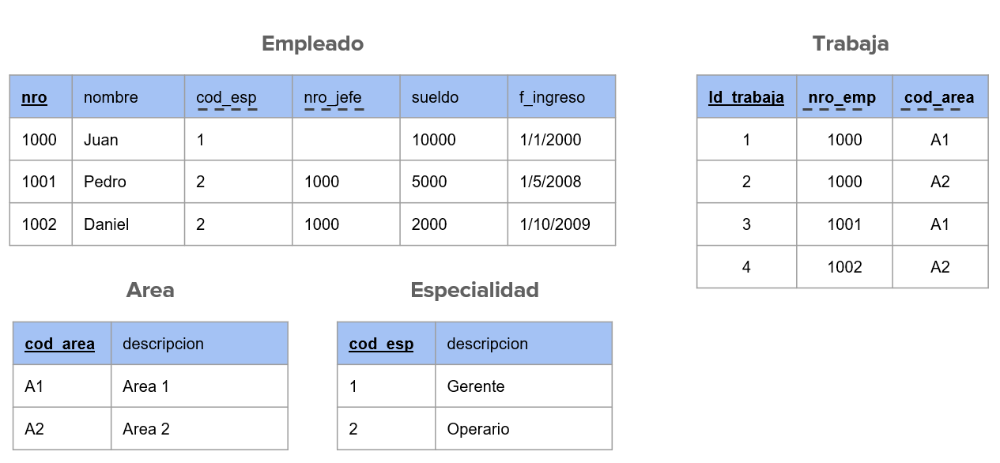 Empleado
nro nombre cod_esp nro_jefe sueldo f_ingreso
1000 Juan 1 10000 1/1/2000
1001 Pedro 2 1000 5000 1/5/2008
1002 Daniel 2 1000 2000 1/10/2009
Trabaja
Id_trabaja nro_emp cod_area
1 1000 A1
2 1000 A2
3 1001 A1
4 1002 A2
Area
cod_area descripcion
A1 Area 1
A2 Area 2
Especialidad
cod_esp descripcion
1 Gerente
2 Operario